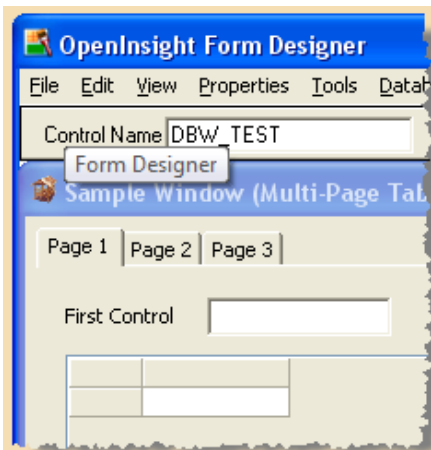 OpenInsight Form Designer
File Edit View Properties Tools
Control Name DBW_TEST
Form Designer
Sample Window (Multi-Page Tab
Page 1 Page 2 Page 3
First Control